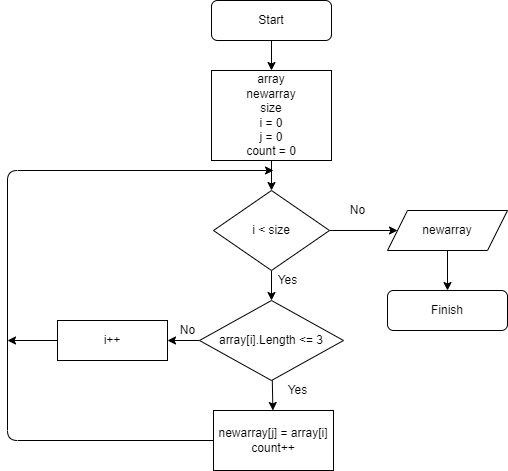 Start
array
newarray
size
i = 0
j = 0
count = 0
i < size
No
newarray
Yes
Finish
array[i].Length <= 3
No
i++
Yes
newarray[j] = array[i]
count++